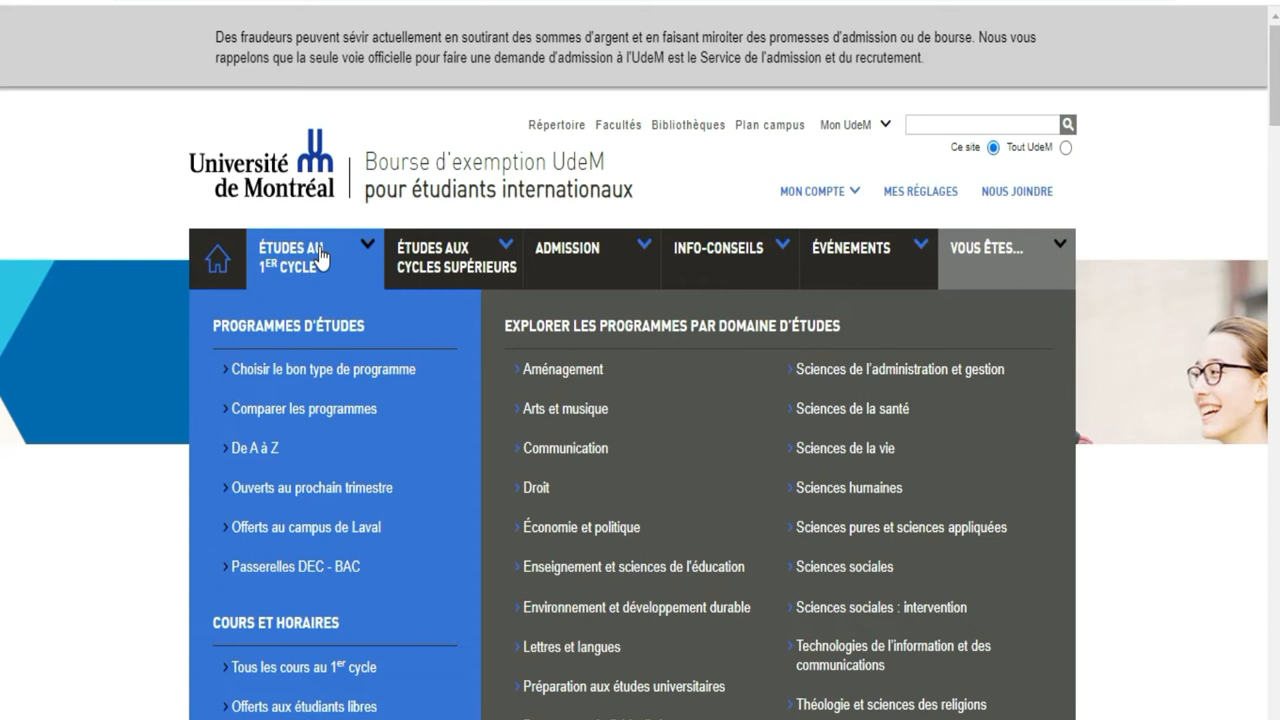 Des fraudeurs peuvent sévir actuellement en soutirant des sommes d'argent et en faisant miroiter des promesses d'admission ou de bourse. Nous vous
rappelons que la seule voie officielle pour faire une demande d'admission à l'UdeM est le Service de l'admission et du recrutement.
Répertoire Facultés Bibliothèques Plan campus Mon UdeM
Ce site Tout UdeM
Université
de Montréal
Bourse d'exemption UdeM
pour étudiants internationaux
MON COMPTE MES RÉGLAGES NOUS JOINDRE
ÉTUDES AU
1ER CYCLE
ÉTUDES AUX
CYCLES SUPÉRIEURS
ADMISSION
INFO-CONSEILS
ÉVÉNEMENTS
VOUS ÊTES...
PROGRAMMES D'ÉTUDES
Choisir le bon type de programme
Comparer les programmes
De A à Z
Ouverts au prochain trimestre
Offerts au campus de Laval
Passerelles DEC - BAC
COURS ET HORAIRES
Tous les cours au 1er cycle
Offerts aux étudiants libres
EXPLORER LES PROGRAMMES PAR DOMAINE D'ÉTUDES
Aménagement
Arts et musique
Communication
Droit
Économie et politique
Enseignement et sciences de l'éducation
Environnement et développement durable
Lettres et langues
Préparation aux études universitaires
Sciences de l'administration et gestion
Sciences de la santé
Sciences de la vie
Sciences humaines
Sciences pures et sciences appliquées
Sciences sociales
Sciences sociales : intervention
Technologies de l'information et des
communications
Théologie et sciences des religions